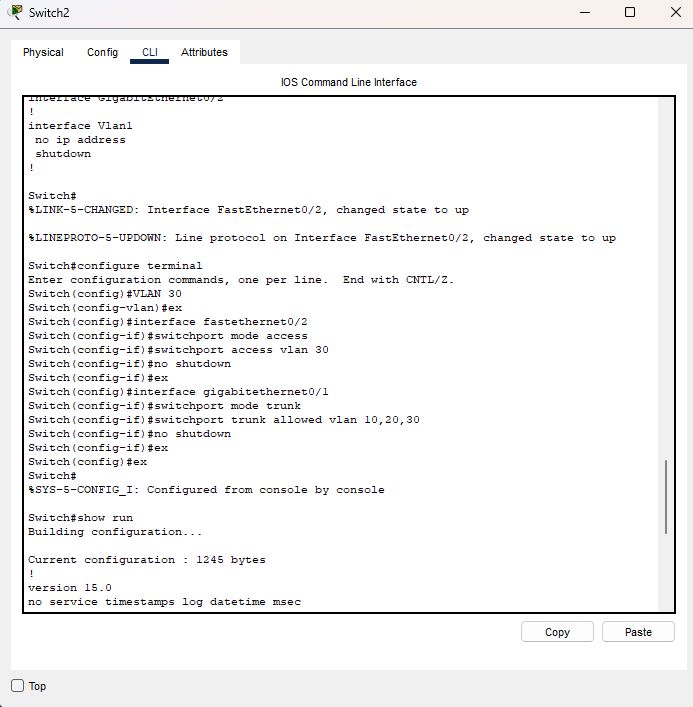 Switch2
Physical Config CLI Attributes
IOS Command Line Interface
interface GigabitEthernet0/2
!
interface Vlan1
 no ip address
 shutdown
!
Switch#
%LINK-5-CHANGED: Interface FastEthernet0/2, changed state to up
%LINEPROTO-5-UPDOWN: Line protocol on Interface FastEthernet0/2, changed state to up
Switch#configure terminal
Enter configuration commands, one per line.  End with CNTL/Z.
Switch(config)#VLAN 30
Switch(config-vlan)#ex
Switch(config)#interface fastethernet0/2
Switch(config-if)#switchport mode access
Switch(config-if)#switchport access vlan 30
Switch(config-if)#no shutdown
Switch(config-if)#ex
Switch(config)#interface gigabitethernet0/1
Switch(config-if)#switchport mode trunk
Switch(config-if)#switchport trunk allowed vlan 10,20,30
Switch(config-if)#no shutdown
Switch(config-if)#ex
Switch(config)#ex
Switch#
%SYS-5-CONFIG_I: Configured from console by console
Switch#show run
Building configuration...
Current configuration : 1245 bytes
!
version 15.0
no service timestamps log datetime msec
Copy Paste
Top